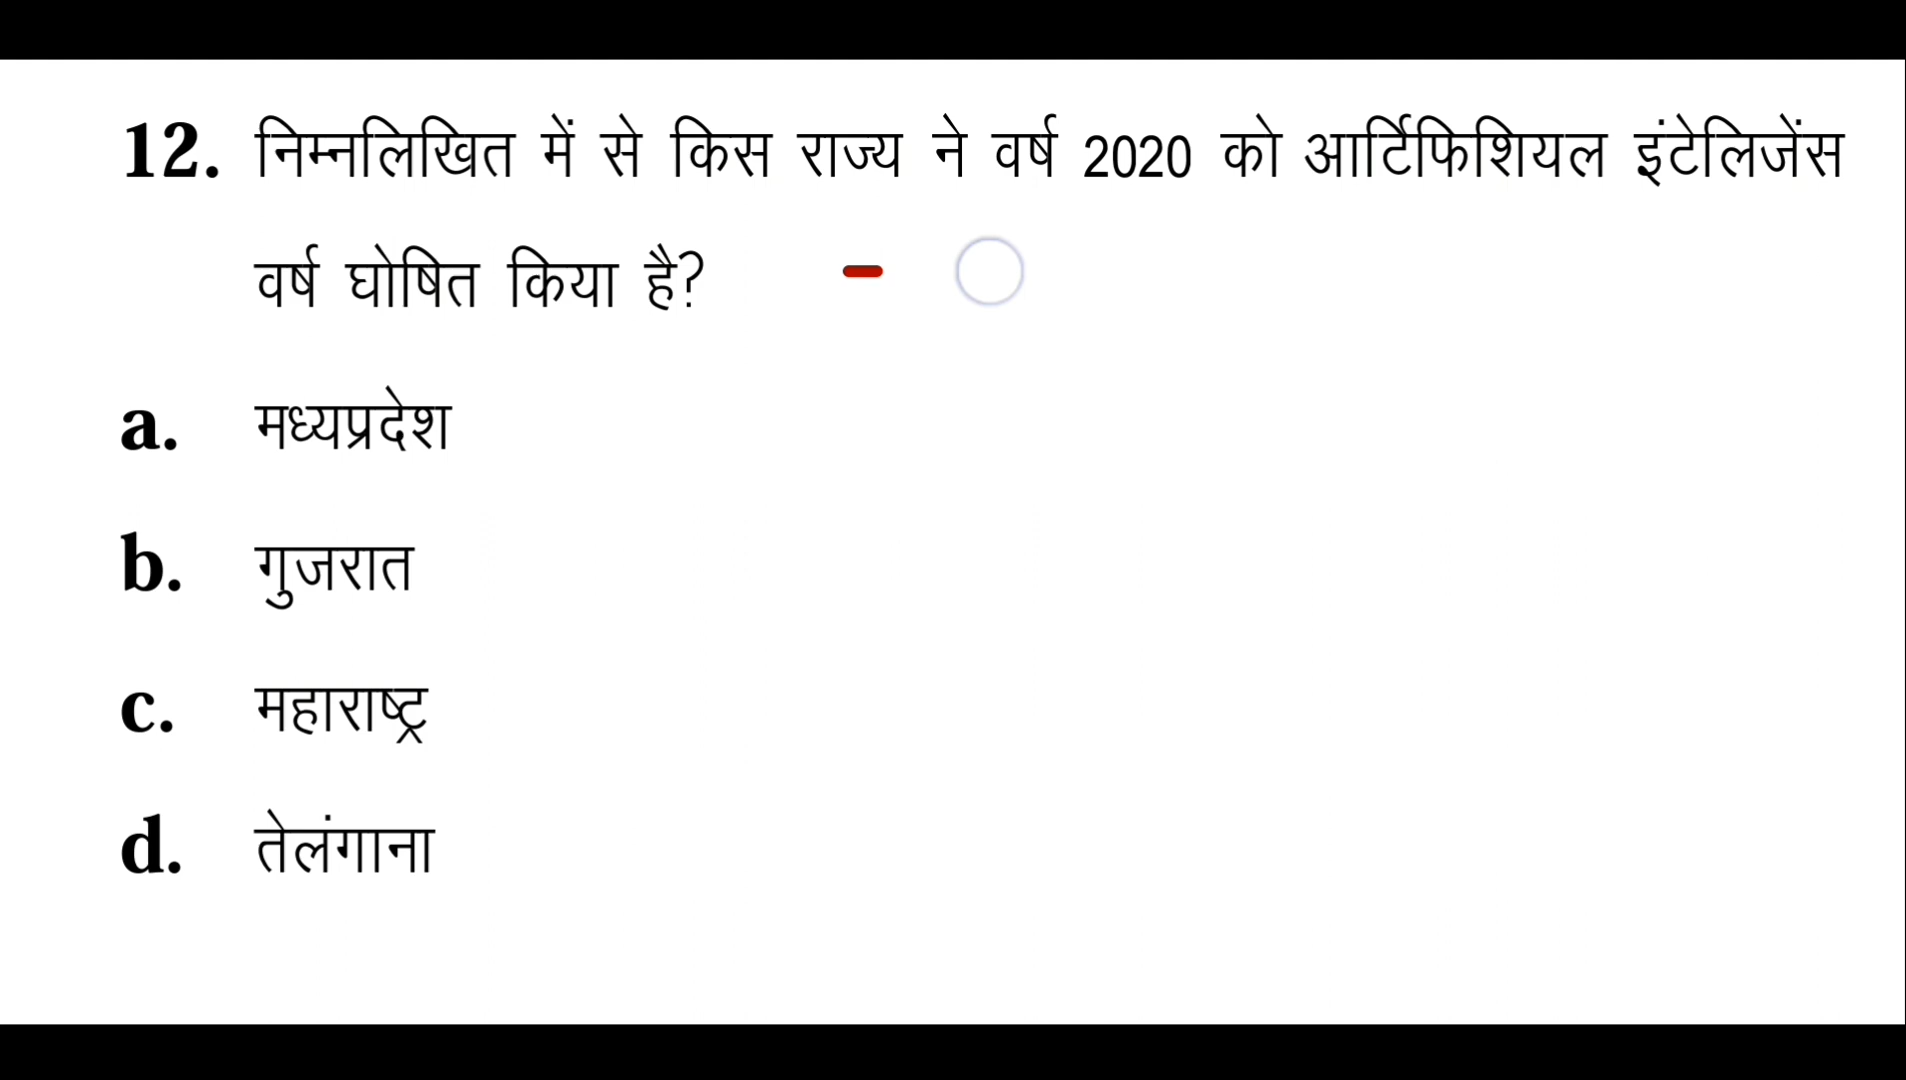 12. निम्नलिखित में से किस राज्य ने वर्ष 2020 को आर्टिफिशियल इंटेलिजेंस
वर्ष घोषित किया है?
a. मध्यप्रदेश
b. गुजरात
c. महाराष्ट्र
d. तेलंगाना